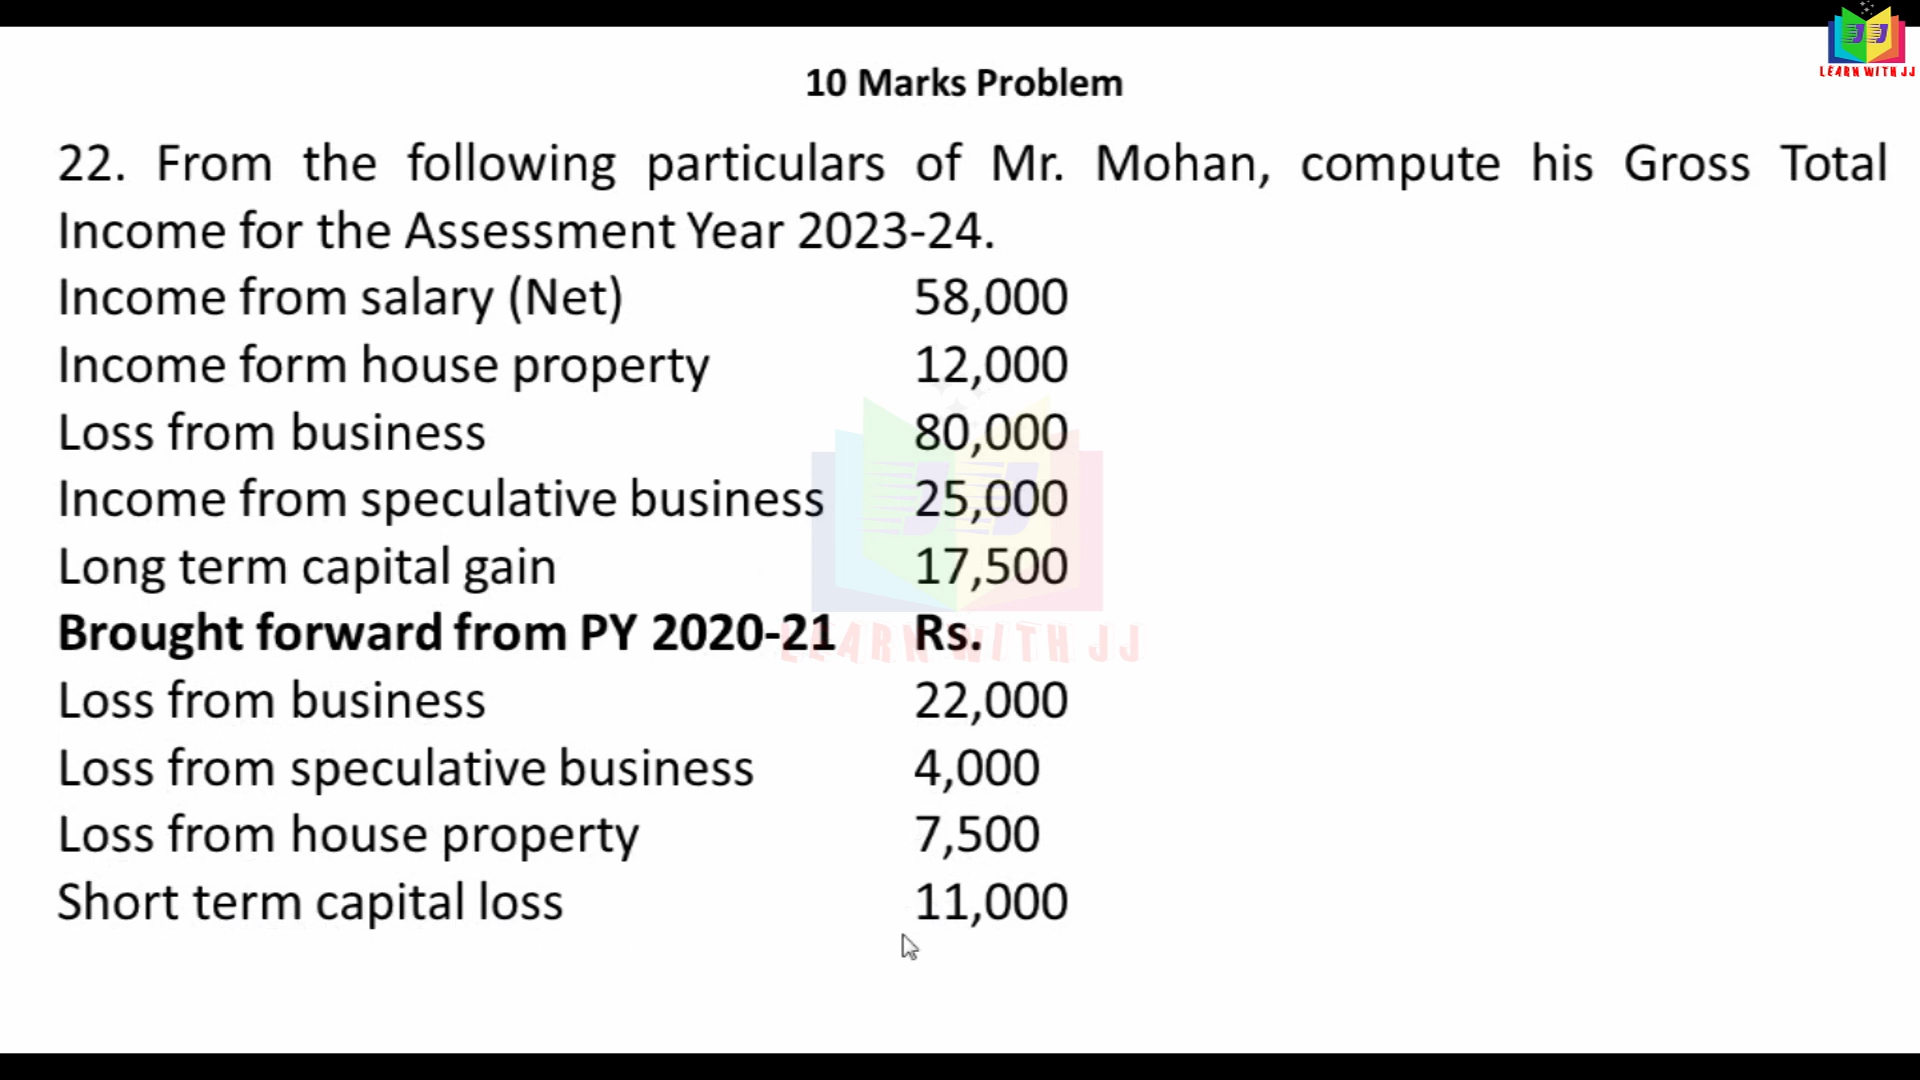 LEARN WITH JJ
10 Marks Problem
22. From the following particulars of Mr. Mohan, compute his Gross Total
Income for the Assessment Year 2023-24.
Income from salary (Net) 58,000
Income form house property 12,000
Loss from business 80,000
Income from speculative business 25,000
Long term capital gain 17,500
Brought forward from PY 2020-21 Rs.
LEARN WITH JJ
Loss from business 22,000
Loss from speculative business 4,000
Loss from house property 7,500
Short term capital loss 11,000